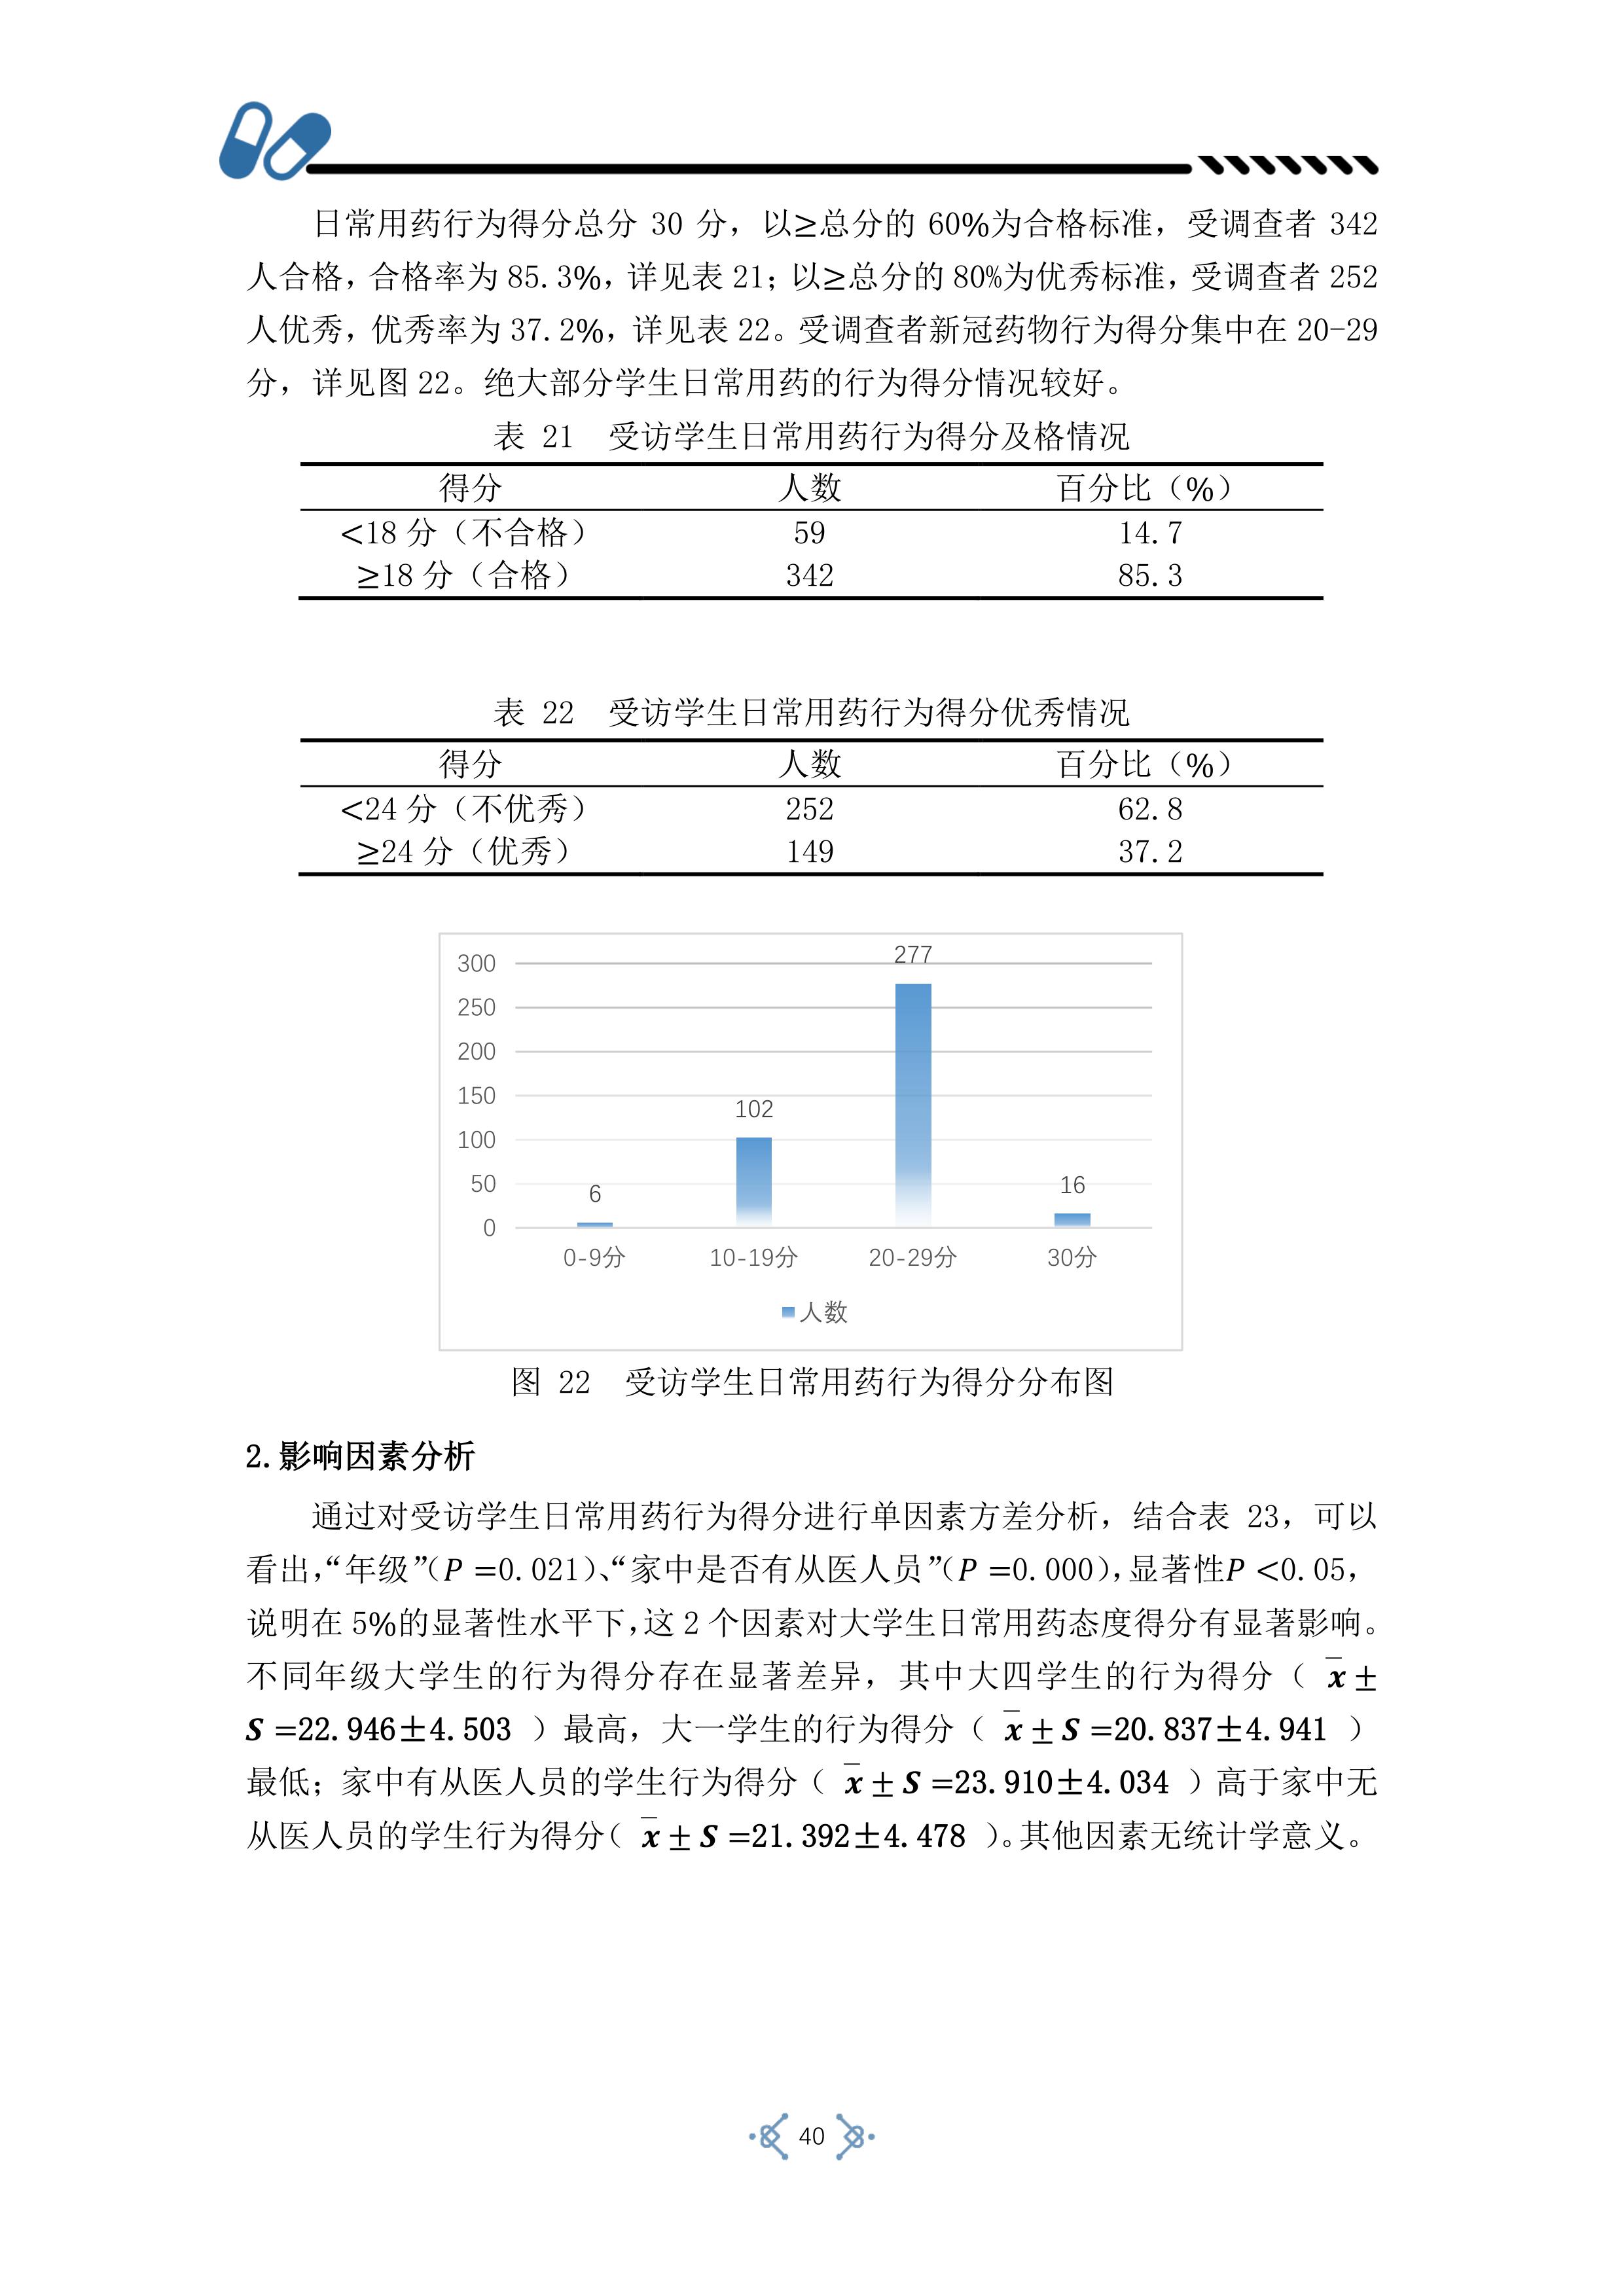 日常用药行为得分总分 30 分，以≥总分的 60%为合格标准，受调查者 342
人合格，合格率为 85.3%，详见表 21；以≥总分的 80%为优秀标准，受调查者 252
人优秀，优秀率为 37.2%，详见表 22。受调查者新冠药物行为得分集中在 20-29
分，详见图 22。绝大部分学生日常用药的行为得分情况较好。
表 21 受访学生日常用药行为得分及格情况
得分 人数 百分比（%）
<18 分（不合格） 59 14.7
≥18 分（合格） 342 85.3
表 22 受访学生日常用药行为得分优秀情况
得分 人数 百分比（%）
<24 分（不优秀） 252 62.8
≥24 分（优秀） 149 37.2
277
300
250
200
150
102
100
50
6
16
0
0-9分 10-19分 20-29分 30分
人数
图 22 受访学生日常用药行为得分分布图
2.影响因素分析
通过对受访学生日常用药行为得分进行单因素方差分析，结合表 23，可以
看出，“年级”（P =0.021）、“家中是否有从医人员”（P =0.000），显著性P <0.05，
说明在 5%的显著性水平下，这 2 个因素对大学生日常用药态度得分有显著影响。
不同年级大学生的行为得分存在显著差异，其中大四学生的行为得分（ x̅ ±
S =22.946±4.503 ）最高，大一学生的行为得分（ x̅ ± S =20.837±4.941 ）
最低；家中有从医人员的学生行为得分（ x̅ ± S =23.910±4.034 ）高于家中无
从医人员的学生行为得分（ x̅ ± S =21.392±4.478 ）。其他因素无统计学意义。
40